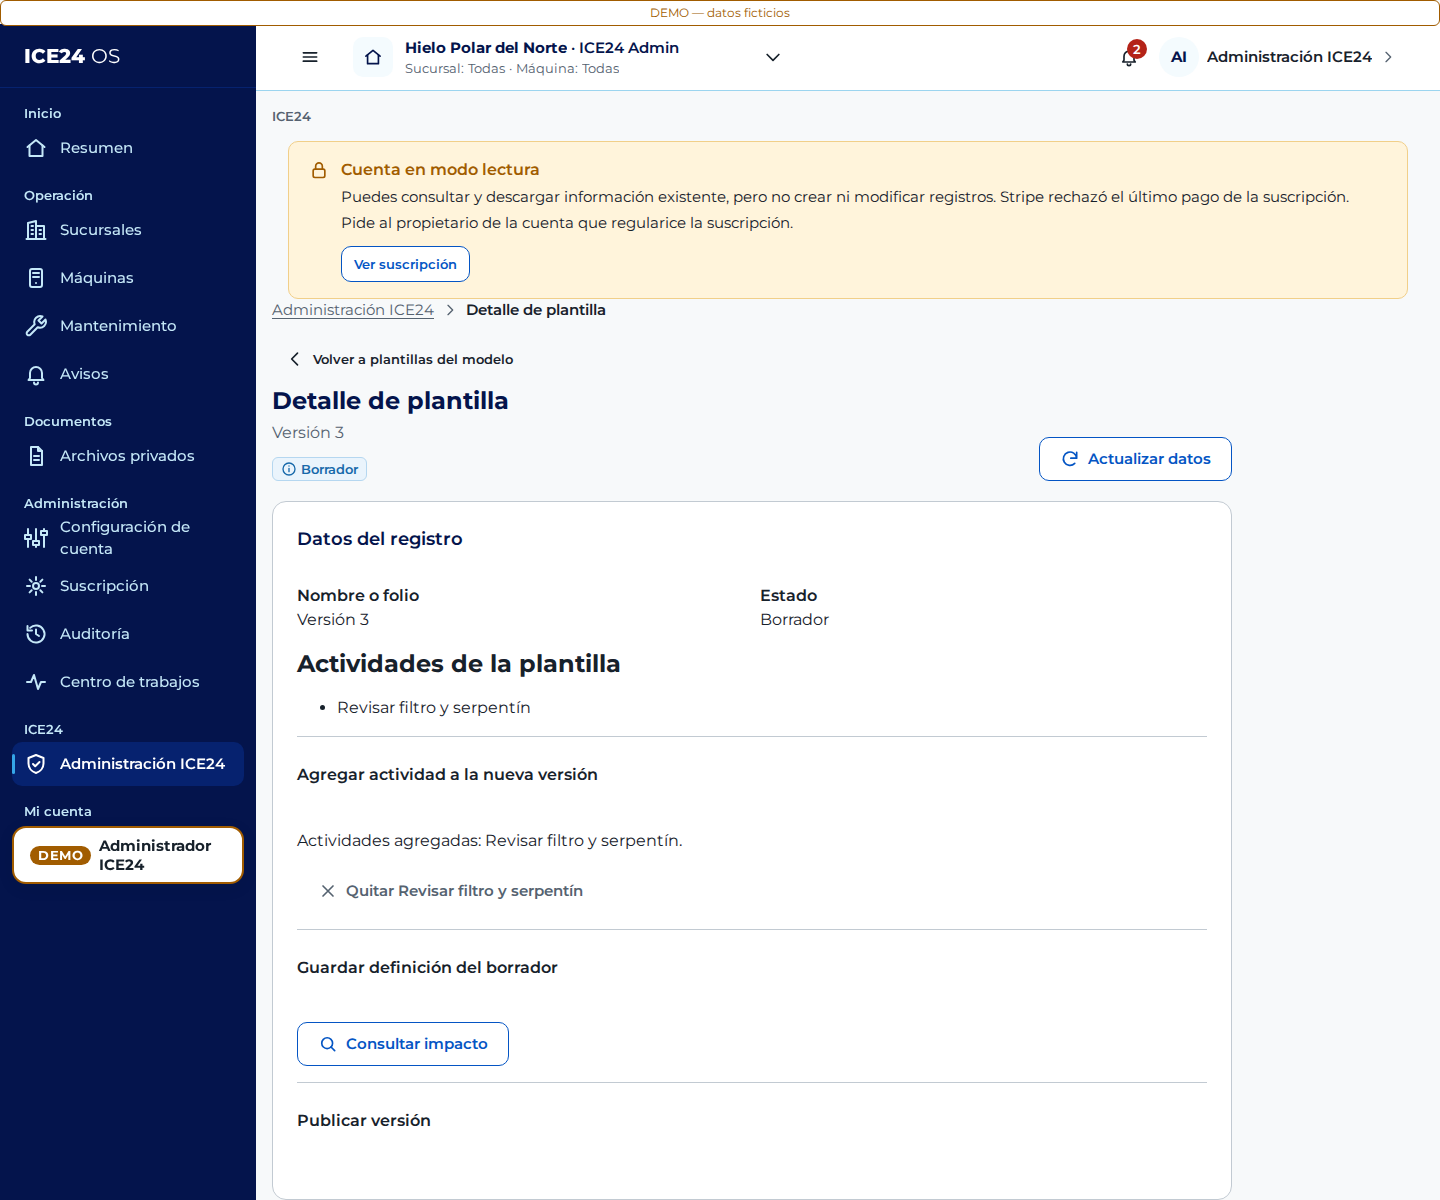 DEMO — datos ficticios
ICE24 OS
Inicio
Resumen
Operación
Sucursales
Máquinas
Mantenimiento
Avisos
Documentos
Archivos privados
Administración
Configuración de
cuenta
Suscripción
Auditoría
Centro de trabajos
ICE24
Administración ICE24
Mi cuenta
DEMO
Administrador
ICE24
Hielo Polar del Norte · ICE24 Admin
Sucursal: Todas · Máquina: Todas
2
AI
Administración ICE24
ICE24
Cuenta en modo lectura
Puedes consultar y descargar información existente, pero no crear ni modificar registros. Stripe rechazó el último pago de la suscripción.
Pide al propietario de la cuenta que regularice la suscripción.
Ver suscripción
Administración ICE24 > Detalle de plantilla
Volver a plantillas del modelo
Detalle de plantilla
Versión 3
Borrador
Actualizar datos
Datos del registro
Nombre o folio
Versión 3
Estado
Borrador
Actividades de la plantilla
• Revisar filtro y serpentín
Agregar actividad a la nueva versión
Actividades agregadas: Revisar filtro y serpentín.
Quitar Revisar filtro y serpentín
Guardar definición del borrador
Consultar impacto
Publicar versión